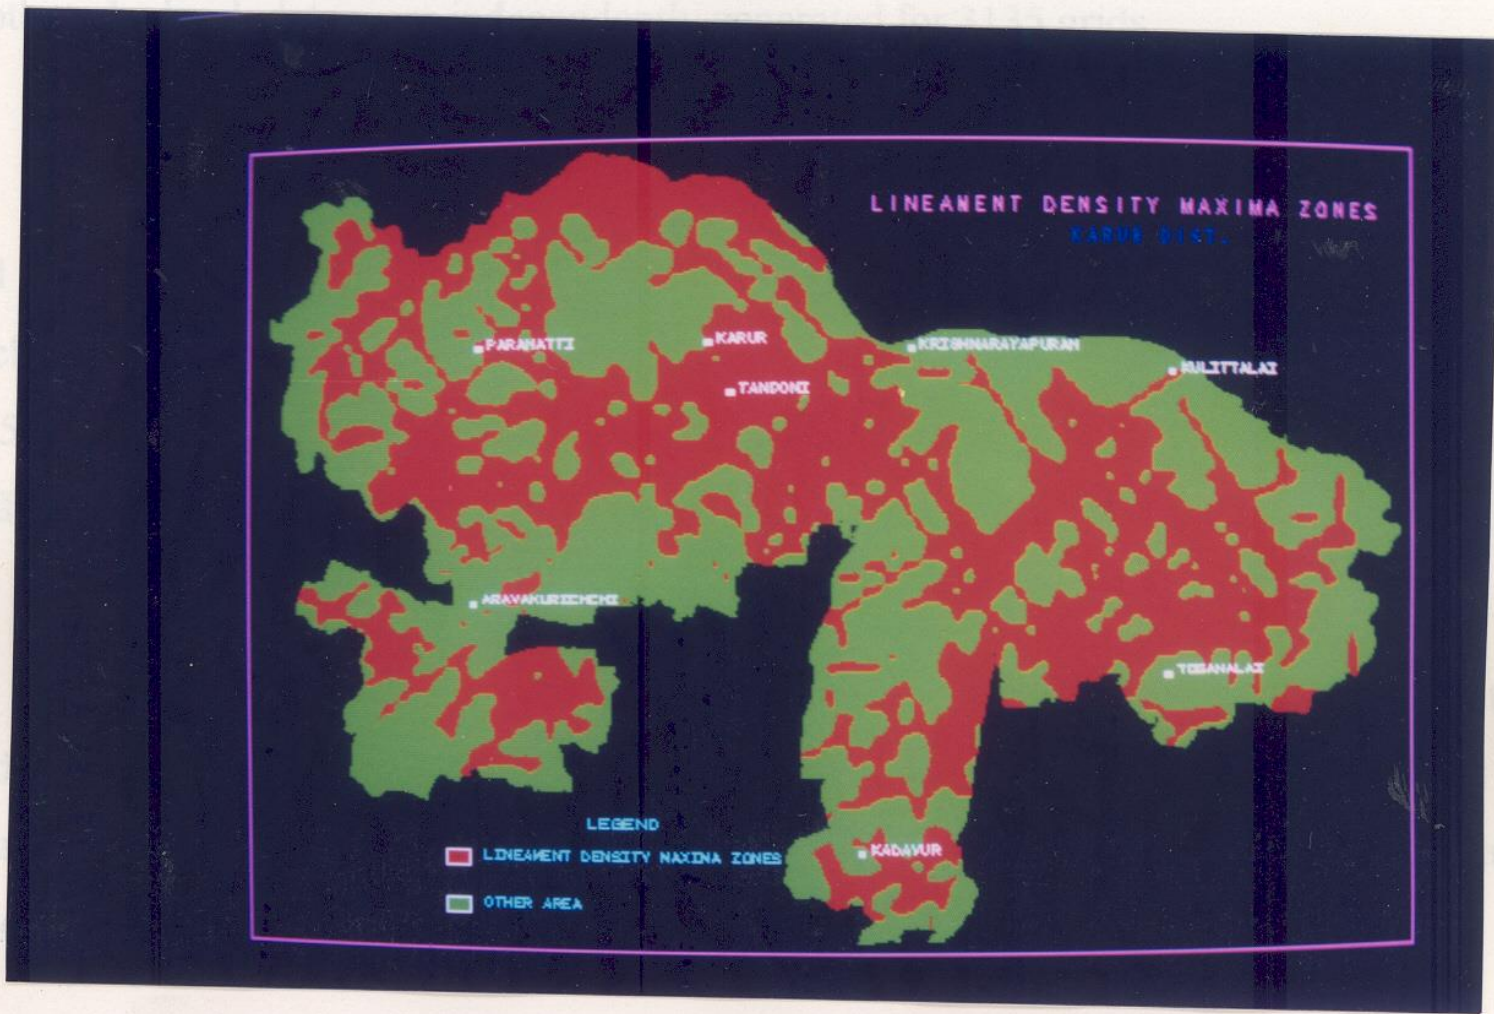 LINEAMENT DENSITY MAXIMA ZONES
KARUR DIST.
PARAMATTI
KARUR
KRISHNARAYAPURAM
KULITTALAI
TANDONI
ARAVAKURICHCHI
TOGAMALAI
KADAVUR
LEGEND
LINEAMENT DENSITY MAXIMA ZONES
OTHER AREA